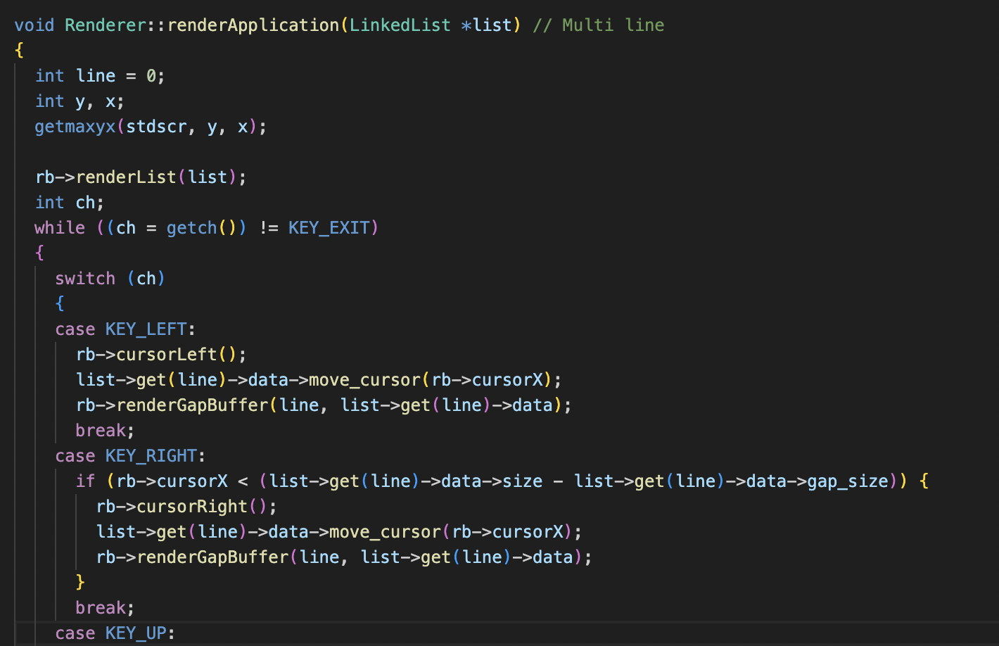 void Renderer::renderApplication(LinkedList *list) // Multi line
{
  int line = 0;
  int y, x;
  getmaxyx(stdscr, y, x);

  rb->renderList(list);
  int ch;
  while ((ch = getch()) != KEY_EXIT)
  {
    switch (ch)
    {
    case KEY_LEFT:
      rb->cursorLeft();
      list->get(line)->data->move_cursor(rb->cursorX);
      rb->renderGapBuffer(line, list->get(line)->data);
      break;
    case KEY_RIGHT:
      if (rb->cursorX < (list->get(line)->data->size - list->get(line)->data->gap_size)) {
        rb->cursorRight();
        list->get(line)->data->move_cursor(rb->cursorX);
        rb->renderGapBuffer(line, list->get(line)->data);
      }
      break;
    case KEY_UP: